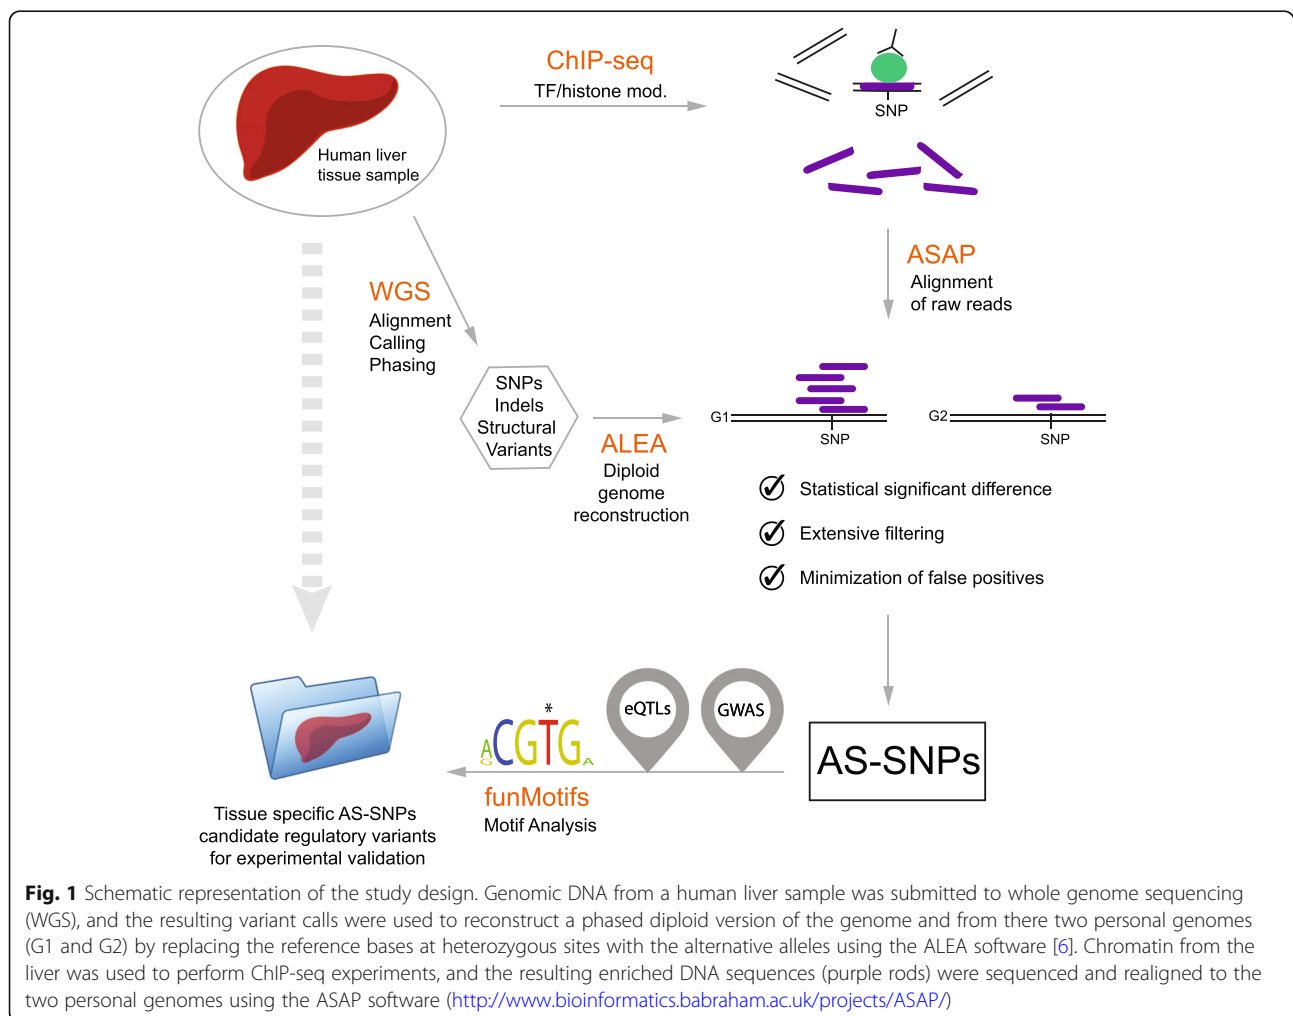 Human liver
tissue sample
ChIP-seq
TF/histone mod.
SNP
ASAP
Alignment
of raw reads
WGS
Alignment
Calling
Phasing
SNPs
Indels
Structural
Variants
ALEA
Diploid
genome
reconstruction
G1
SNP
G2
SNP
Statistical significant difference
Extensive filtering
Minimization of false positives
AS-SNPs
GWAS
eQTLs
*
A
G
CGTG
A
funMotifs
Motif Analysis
Tissue specific AS-SNPs
candidate regulatory variants
for experimental validation
Fig. 1 Schematic representation of the study design. Genomic DNA from a human liver sample was submitted to whole genome sequencing
(WGS), and the resulting variant calls were used to reconstruct a phased diploid version of the genome and from there two personal genomes
(G1 and G2) by replacing the reference bases at heterozygous sites with the alternative alleles using the ALEA software [6]. Chromatin from the
liver was used to perform ChIP-seq experiments, and the resulting enriched DNA sequences (purple rods) were sequenced and realigned to the
two personal genomes using the ASAP software (http://www.bioinformatics.babraham.ac.uk/projects/ASAP/)